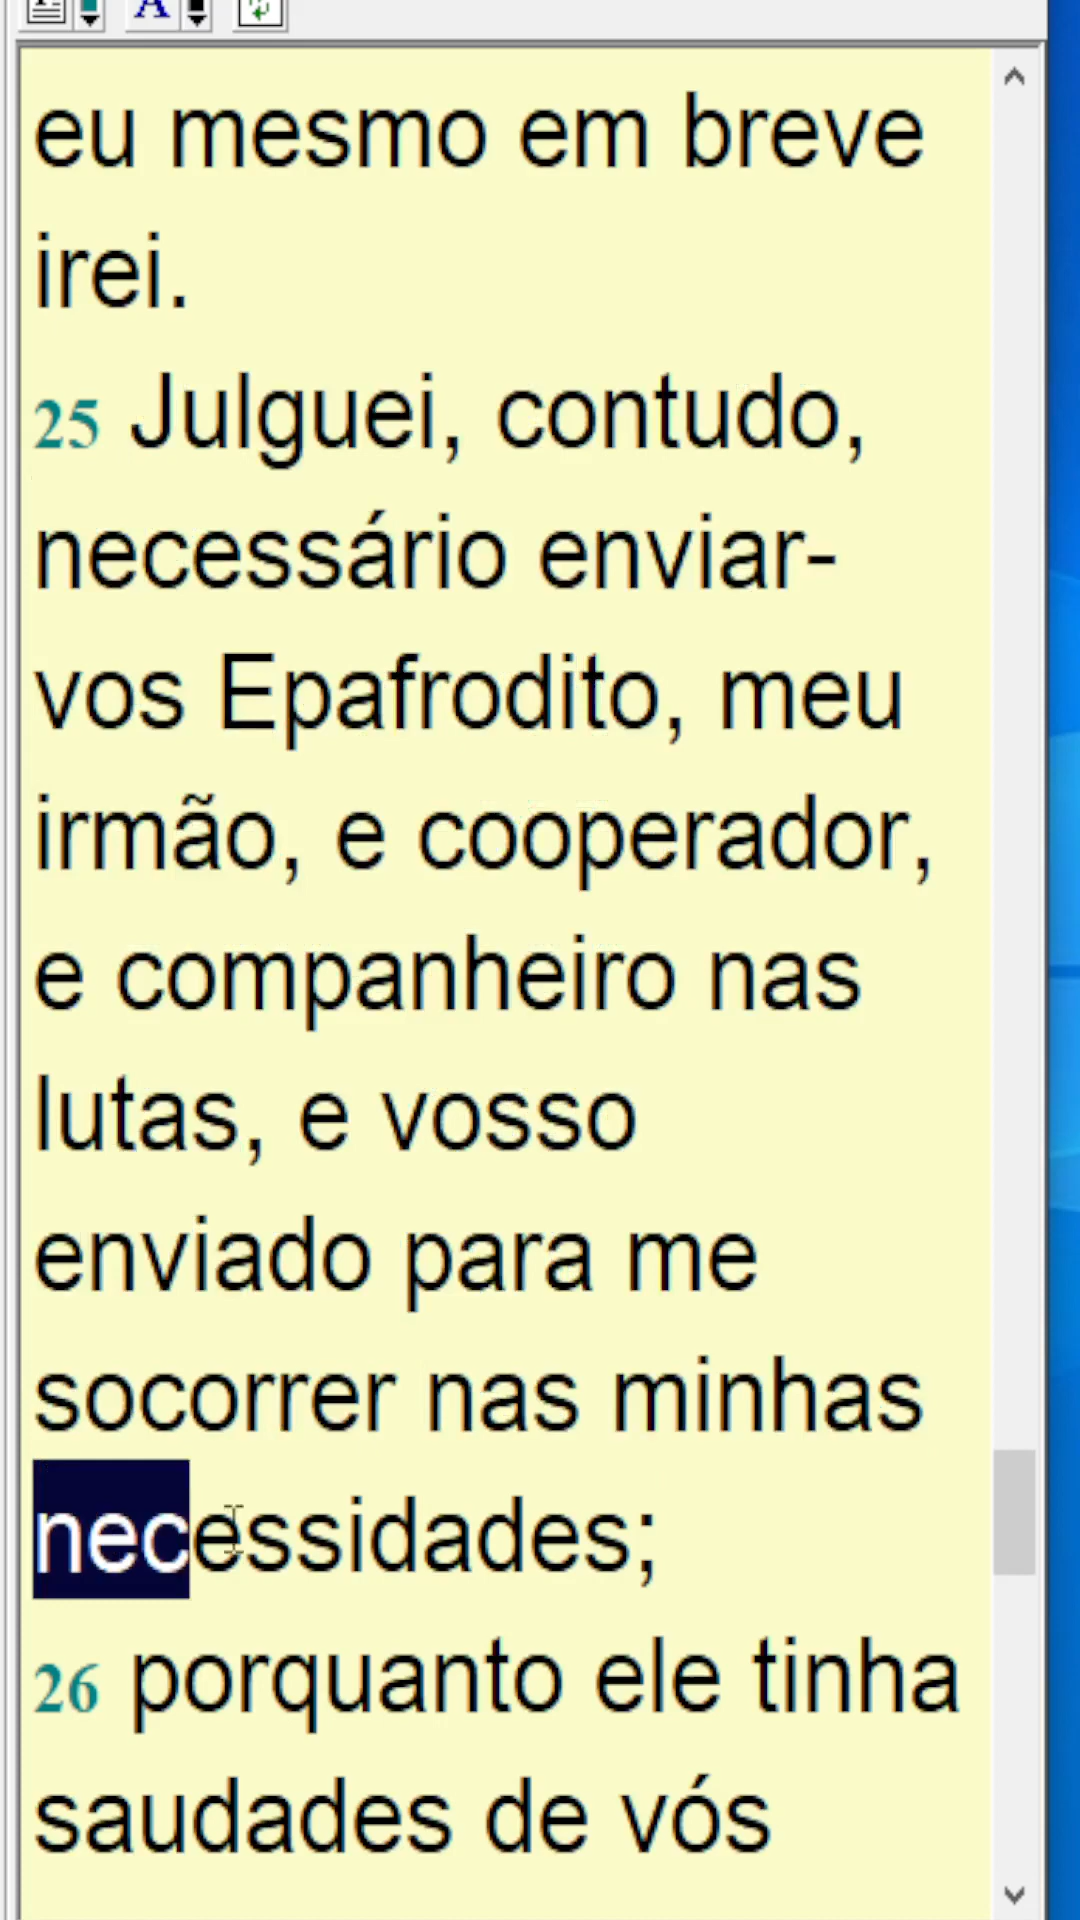 eu mesmo em breve
irei.
25 Julguei, contudo,
necessário enviar-
vos Epafrodito, meu
irmão, e cooperador,
e companheiro nas
lutas, e vosso
enviado para me
socorrer nas minhas
necessidades;
26 porquanto ele tinha
saudades de vós